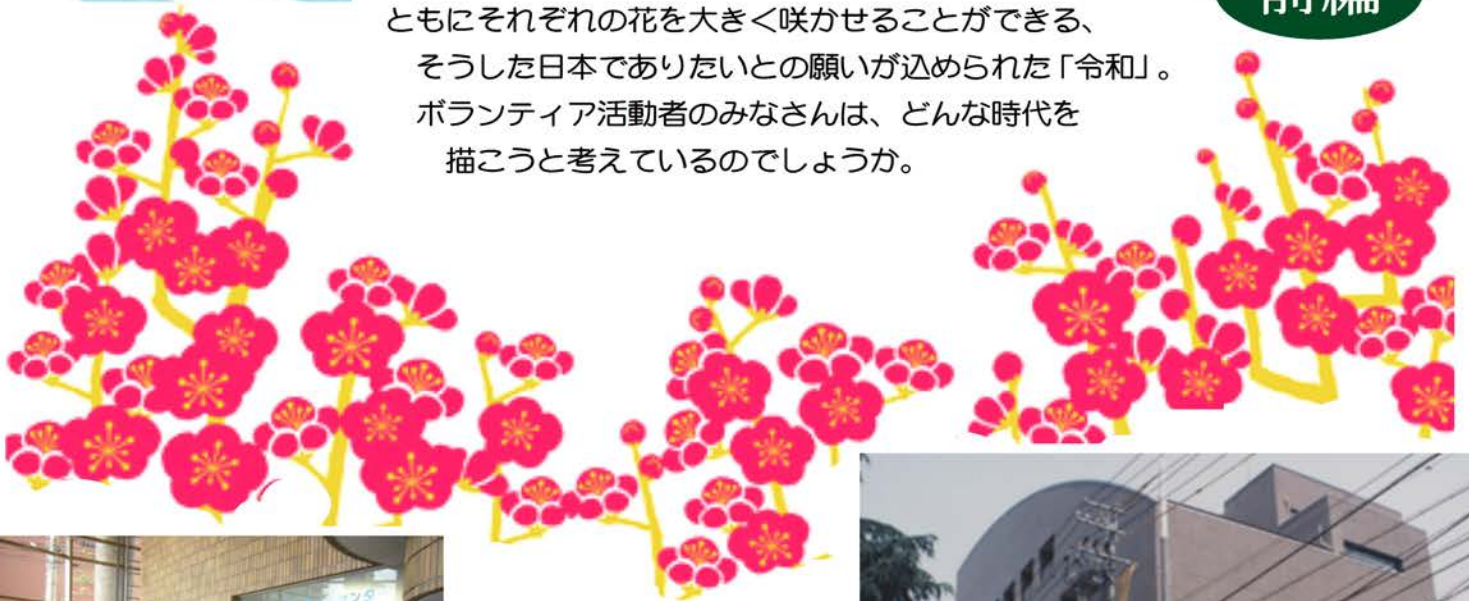 ともにそれぞれの花を大きく咲かせることができる、
そうした日本でありたいとの願いが込められた「令和」。
ボランティア活動者のみなさんは、どんな時代を
描こうと考えているのでしょうか。
前編